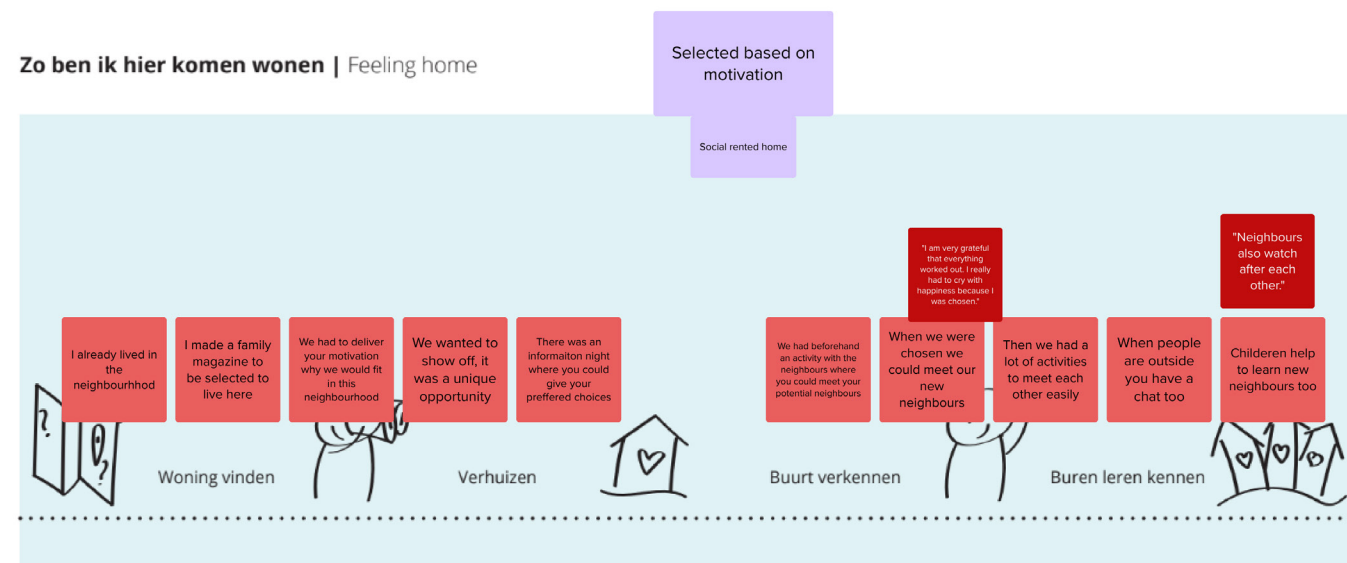 Zo ben ik hier komen wonen | Feeling home
Selected based on
motivation
Social rented home
I already lived in
the
neighbourhhod
I made a family
magazine to
be selected to
live here
We had to deliver
your motivation
why we would fit
in this
neighbourhood
We wanted to
show off, it
was a unique
opportunity
There was an
informaiton night
where you could
give your
preffered choices
We had beforehand
an activity with the
neighbours where
you could meet your
potential neighbours
"I am very grateful
that everything
worked out. I really
had to cry with
happiness because I
was chosen."
When we were
chosen we
could meet our
new
neighbours
Then we had a
lot of activities
to meet each
other easily
When people
are outside
you have a
chat too
"Neighbours
also watch
after each
other."
Childeren help
to learn new
neighbours too
? ?
Woning vinden
Verhuizen
Buurt verkennen
Buren leren kennen